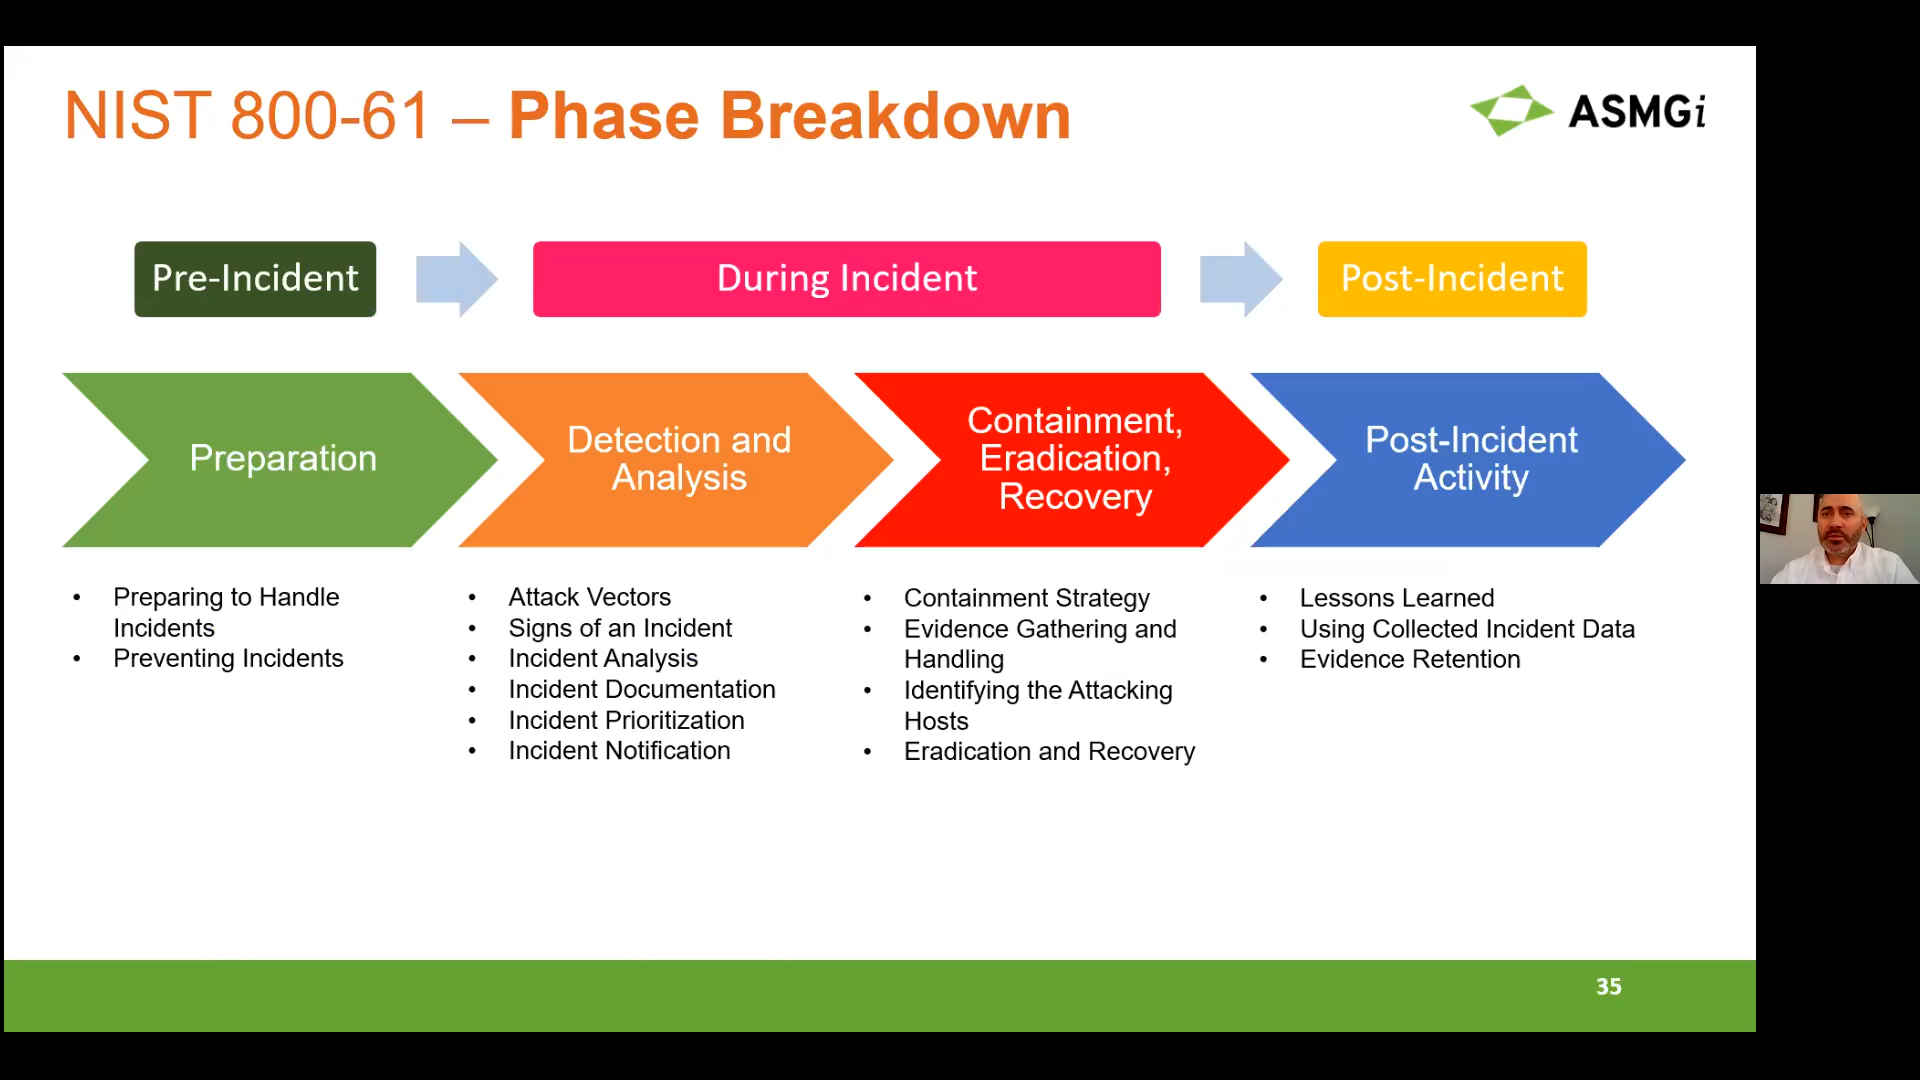 NIST 800-61 – Phase Breakdown
ASMGi
Pre-Incident
During Incident
Post-Incident
Preparation
Detection and
Analysis
Containment,
Eradication,
Recovery
Post-Incident
Activity
• Preparing to Handle
Incidents
• Preventing Incidents
• Attack Vectors
• Signs of an Incident
• Incident Analysis
• Incident Documentation
• Incident Prioritization
• Incident Notification
• Containment Strategy
• Evidence Gathering and
Handling
• Identifying the Attacking
Hosts
• Eradication and Recovery
• Lessons Learned
• Using Collected Incident Data
• Evidence Retention
35